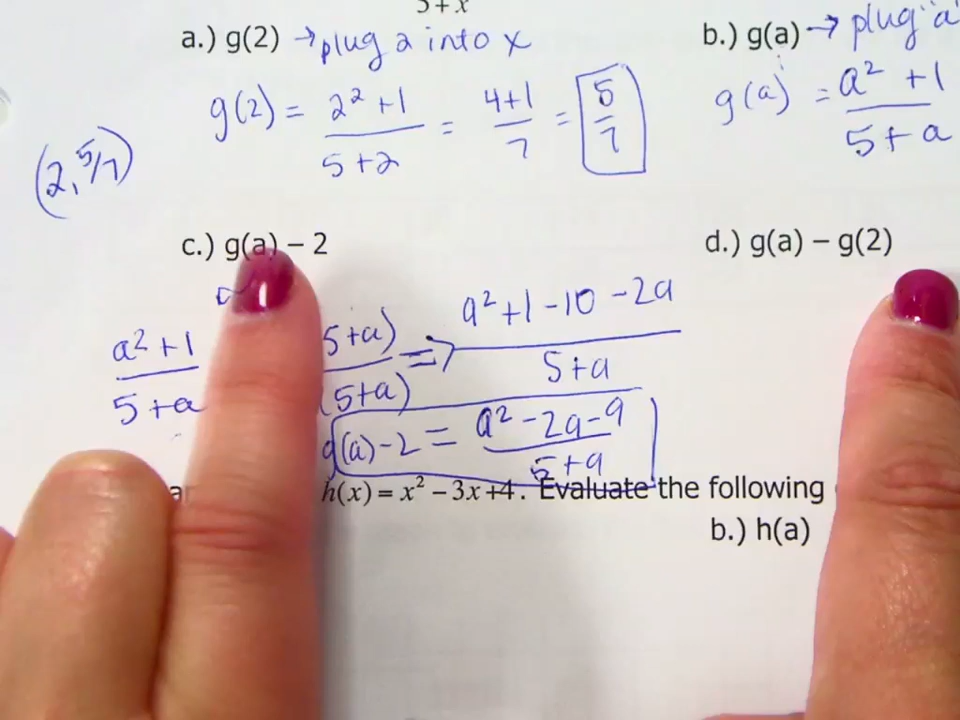 5+x
a.) g(2) → plug 2 into x
b.) g(a) → plug "a"
g(2) = 2² +1 / 5+2 = 4+1 / 7 = 5/7
g(a) = a² +1 / 5+a
(2, 5/7)
c.) g(a) – 2
d.) g(a) – g(2)
a² +1 / 5+a (5+a) / (5+a) => a²+1-10-2a / 5+a
g(a)-2 = a²-2a-9 / 5+a
h(x) = x² – 3x+4. Evaluate the following
b.) h(a)